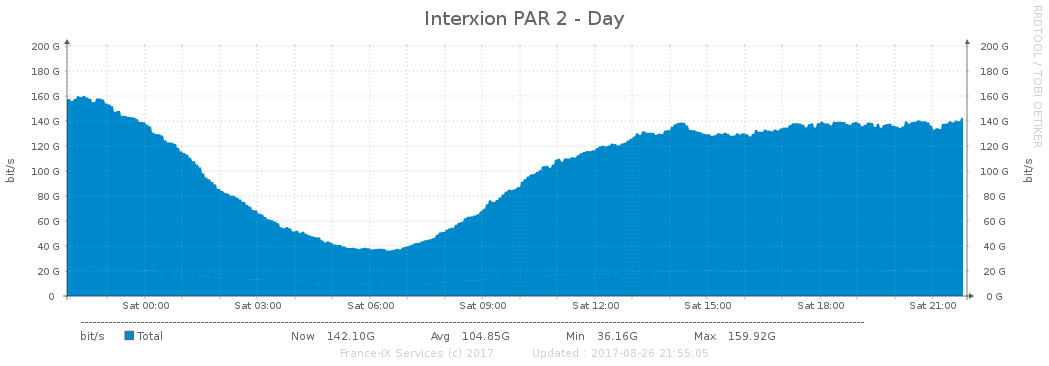 Interxion PAR 2 - Day
RRDTOOL / TOBI OETIKER
200 G 200 G
180 G 180 G
160 G 160 G
140 G 140 G
120 G 120 G
100 G 100 G
80 G 80 G
60 G 60 G
40 G 40 G
20 G 20 G
0 0 G
bit/s bit/s
Sat 00:00 Sat 03:00 Sat 06:00 Sat 09:00 Sat 12:00 Sat 15:00 Sat 18:00 Sat 21:00
bit/s Total Now 142.10G Avg 104.85G Min 36.16G Max 159.92G
France-IX Services (c) 2017 Updated : 2017-08-26 21:55:05